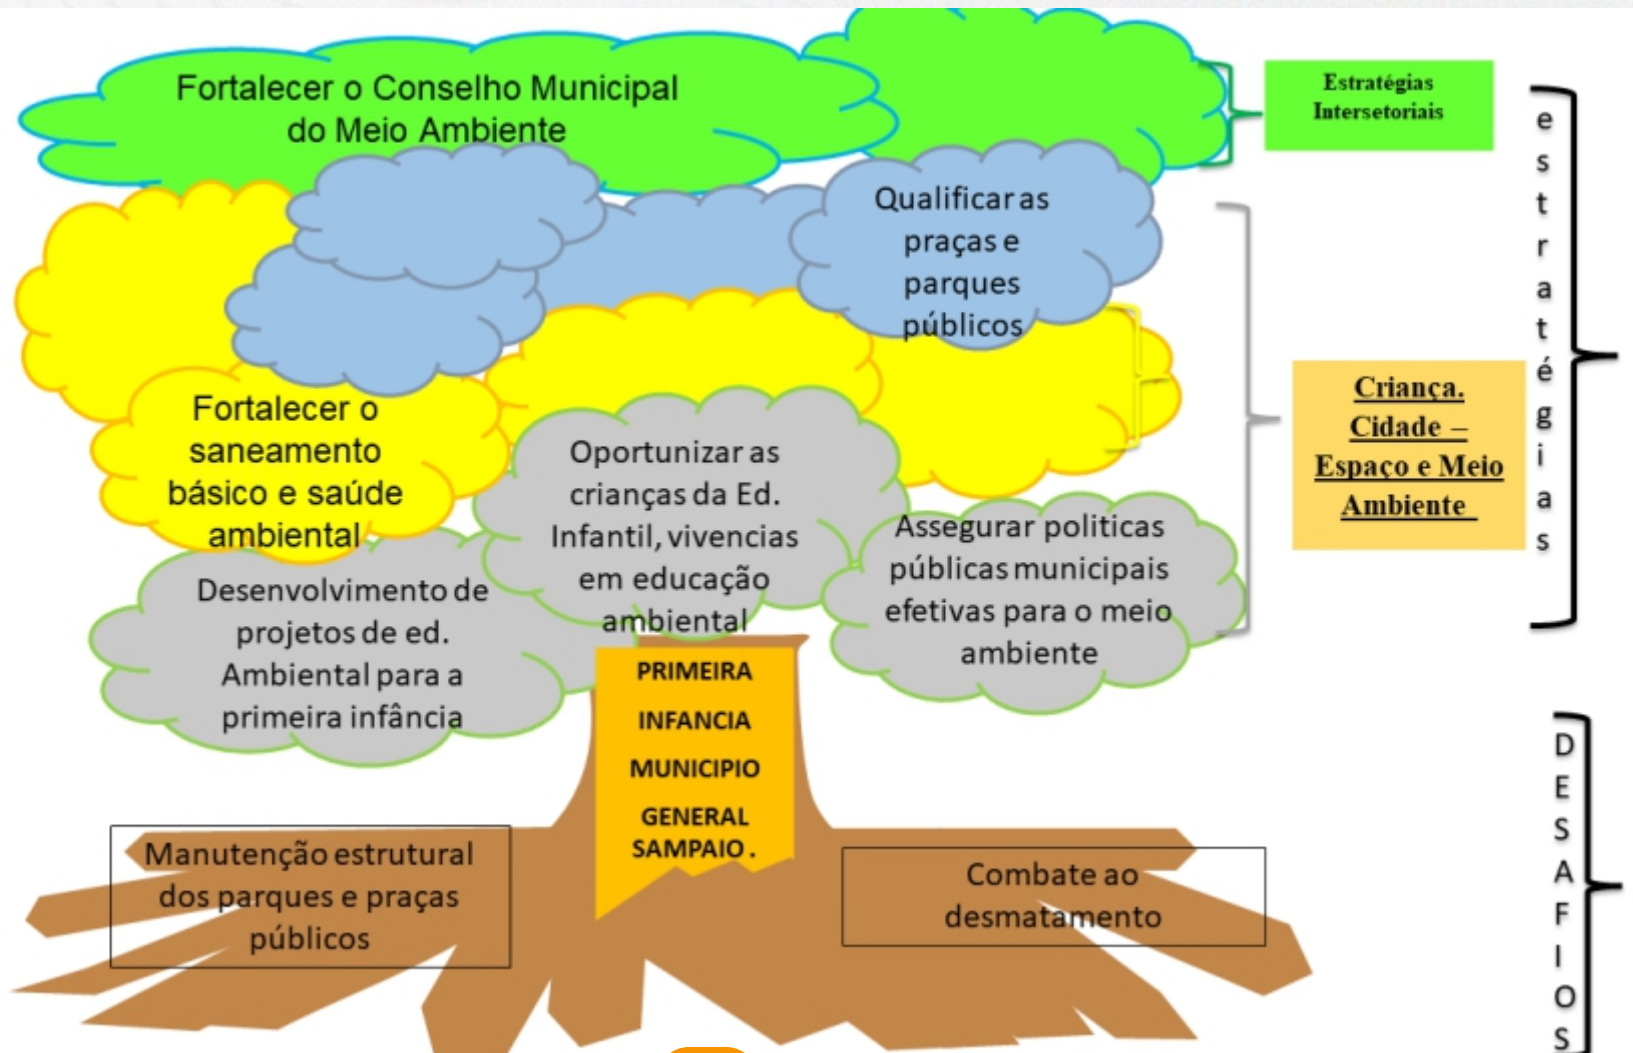 Fortalecer o Conselho Municipal
do Meio Ambiente
Estratégias
Intersetoriais
Qualificar as
praças e
parques
públicos
Fortalecer o
saneamento
básico e saúde
ambiental
Oportunizar as
crianças da Ed.
Infantil, vivencias
em educação
ambiental
Assegurar politicas
públicas municipais
efetivas para o meio
ambiente
Desenvolvimento de
projetos de ed.
Ambiental para a
primeira infância
Criança.
Cidade –
Espaço e Meio
Ambiente
e
s
t
r
a
t
é
g
i
a
s
PRIMEIRA
INFANCIA
MUNICIPIO
GENERAL
SAMPAIO.
Manutenção estrutural
dos parques e praças
públicos
Combate ao
desmatamento
D
E
S
A
F
I
O
S